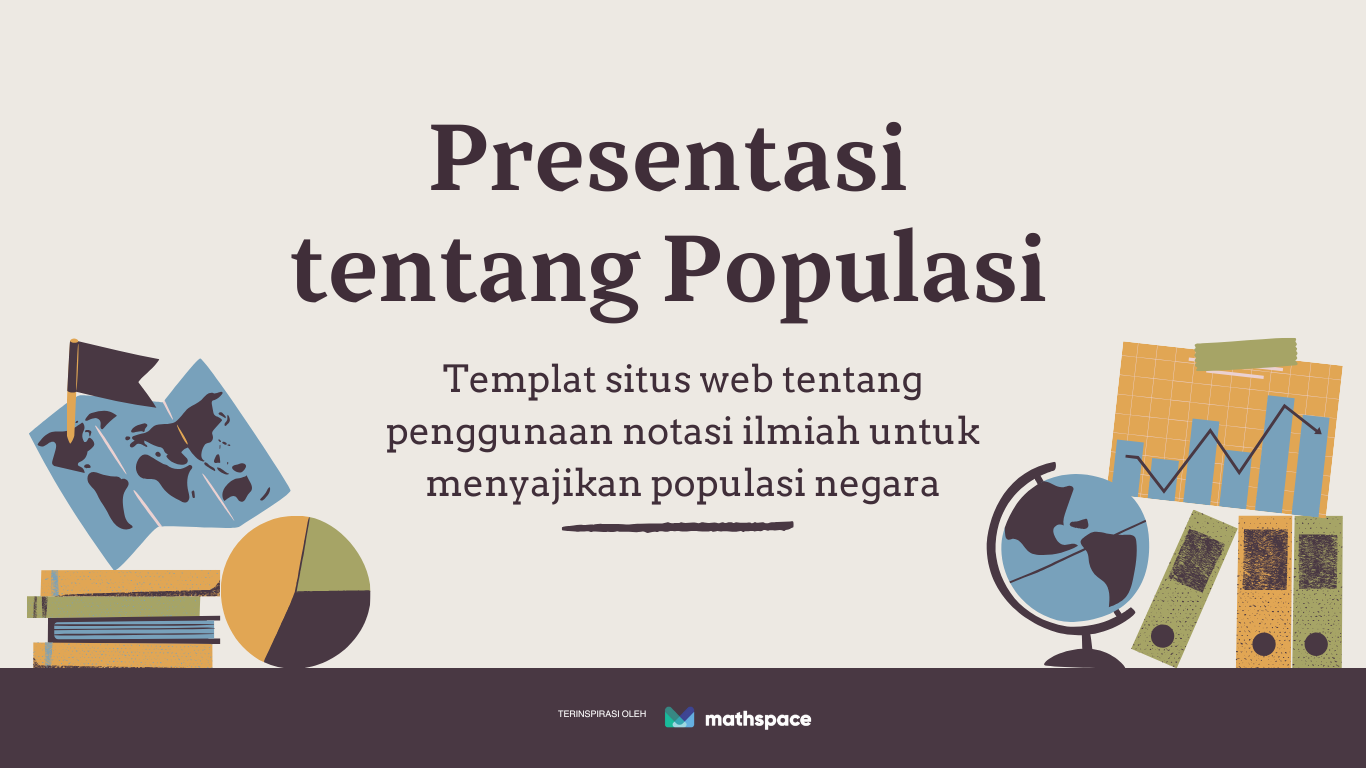 Presentasi
tentang Populasi
Templat situs web tentang
penggunaan notasi ilmiah untuk
menyajikan populasi negara
TERINSPIRASI OLEH
mathspace